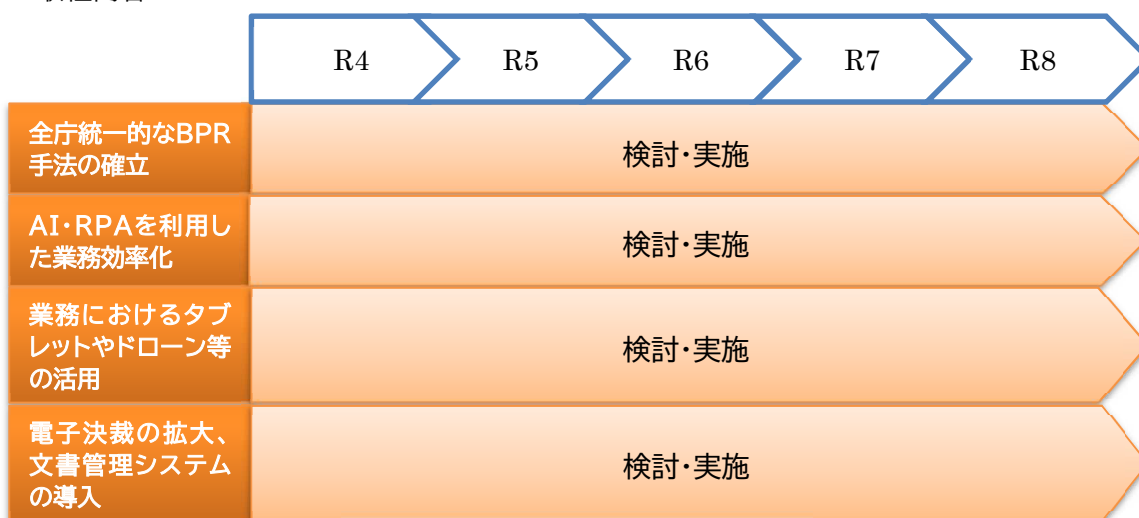 R4 R5 R6 R7 R8
全庁統一的なBPR
手法の確立
検討・実施
AI・RPAを利用し
た業務効率化
検討・実施
業務におけるタブ
レットやドローン等
の活用
検討・実施
電子決裁の拡大、
文書管理システム
の導入
検討・実施